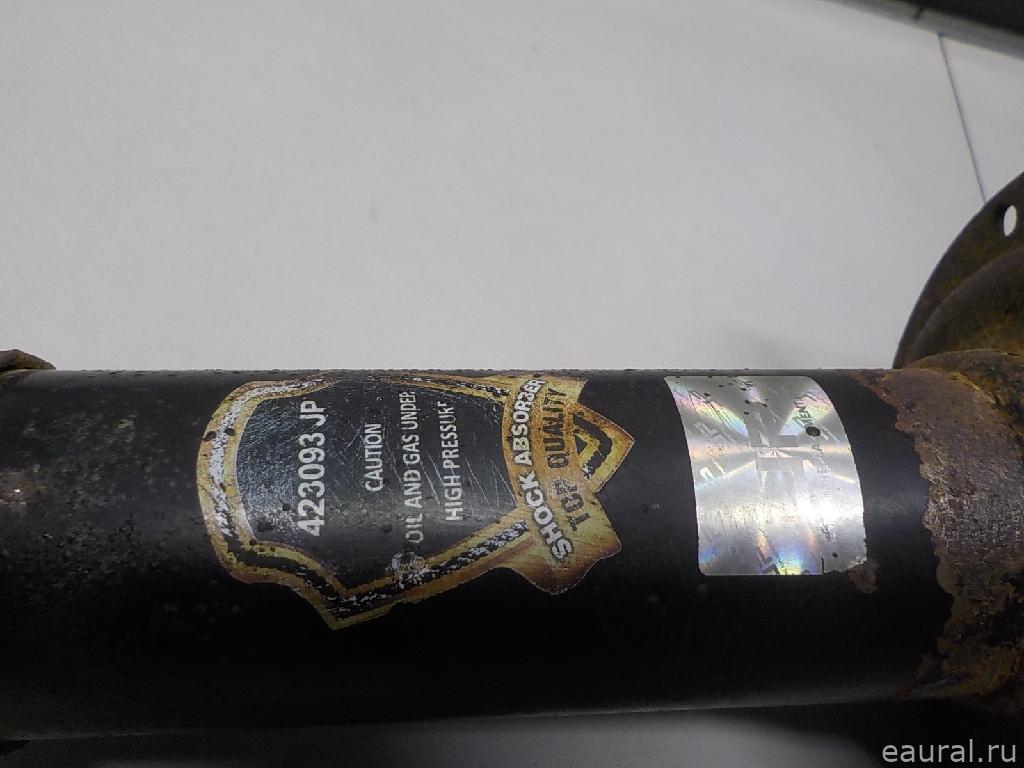 423093 JP
CAUTION
OIL AND GAS UNDER
HIGH-PRESSURE
SHOCK ABSORBER
TOP QUALITY
eaural.ru